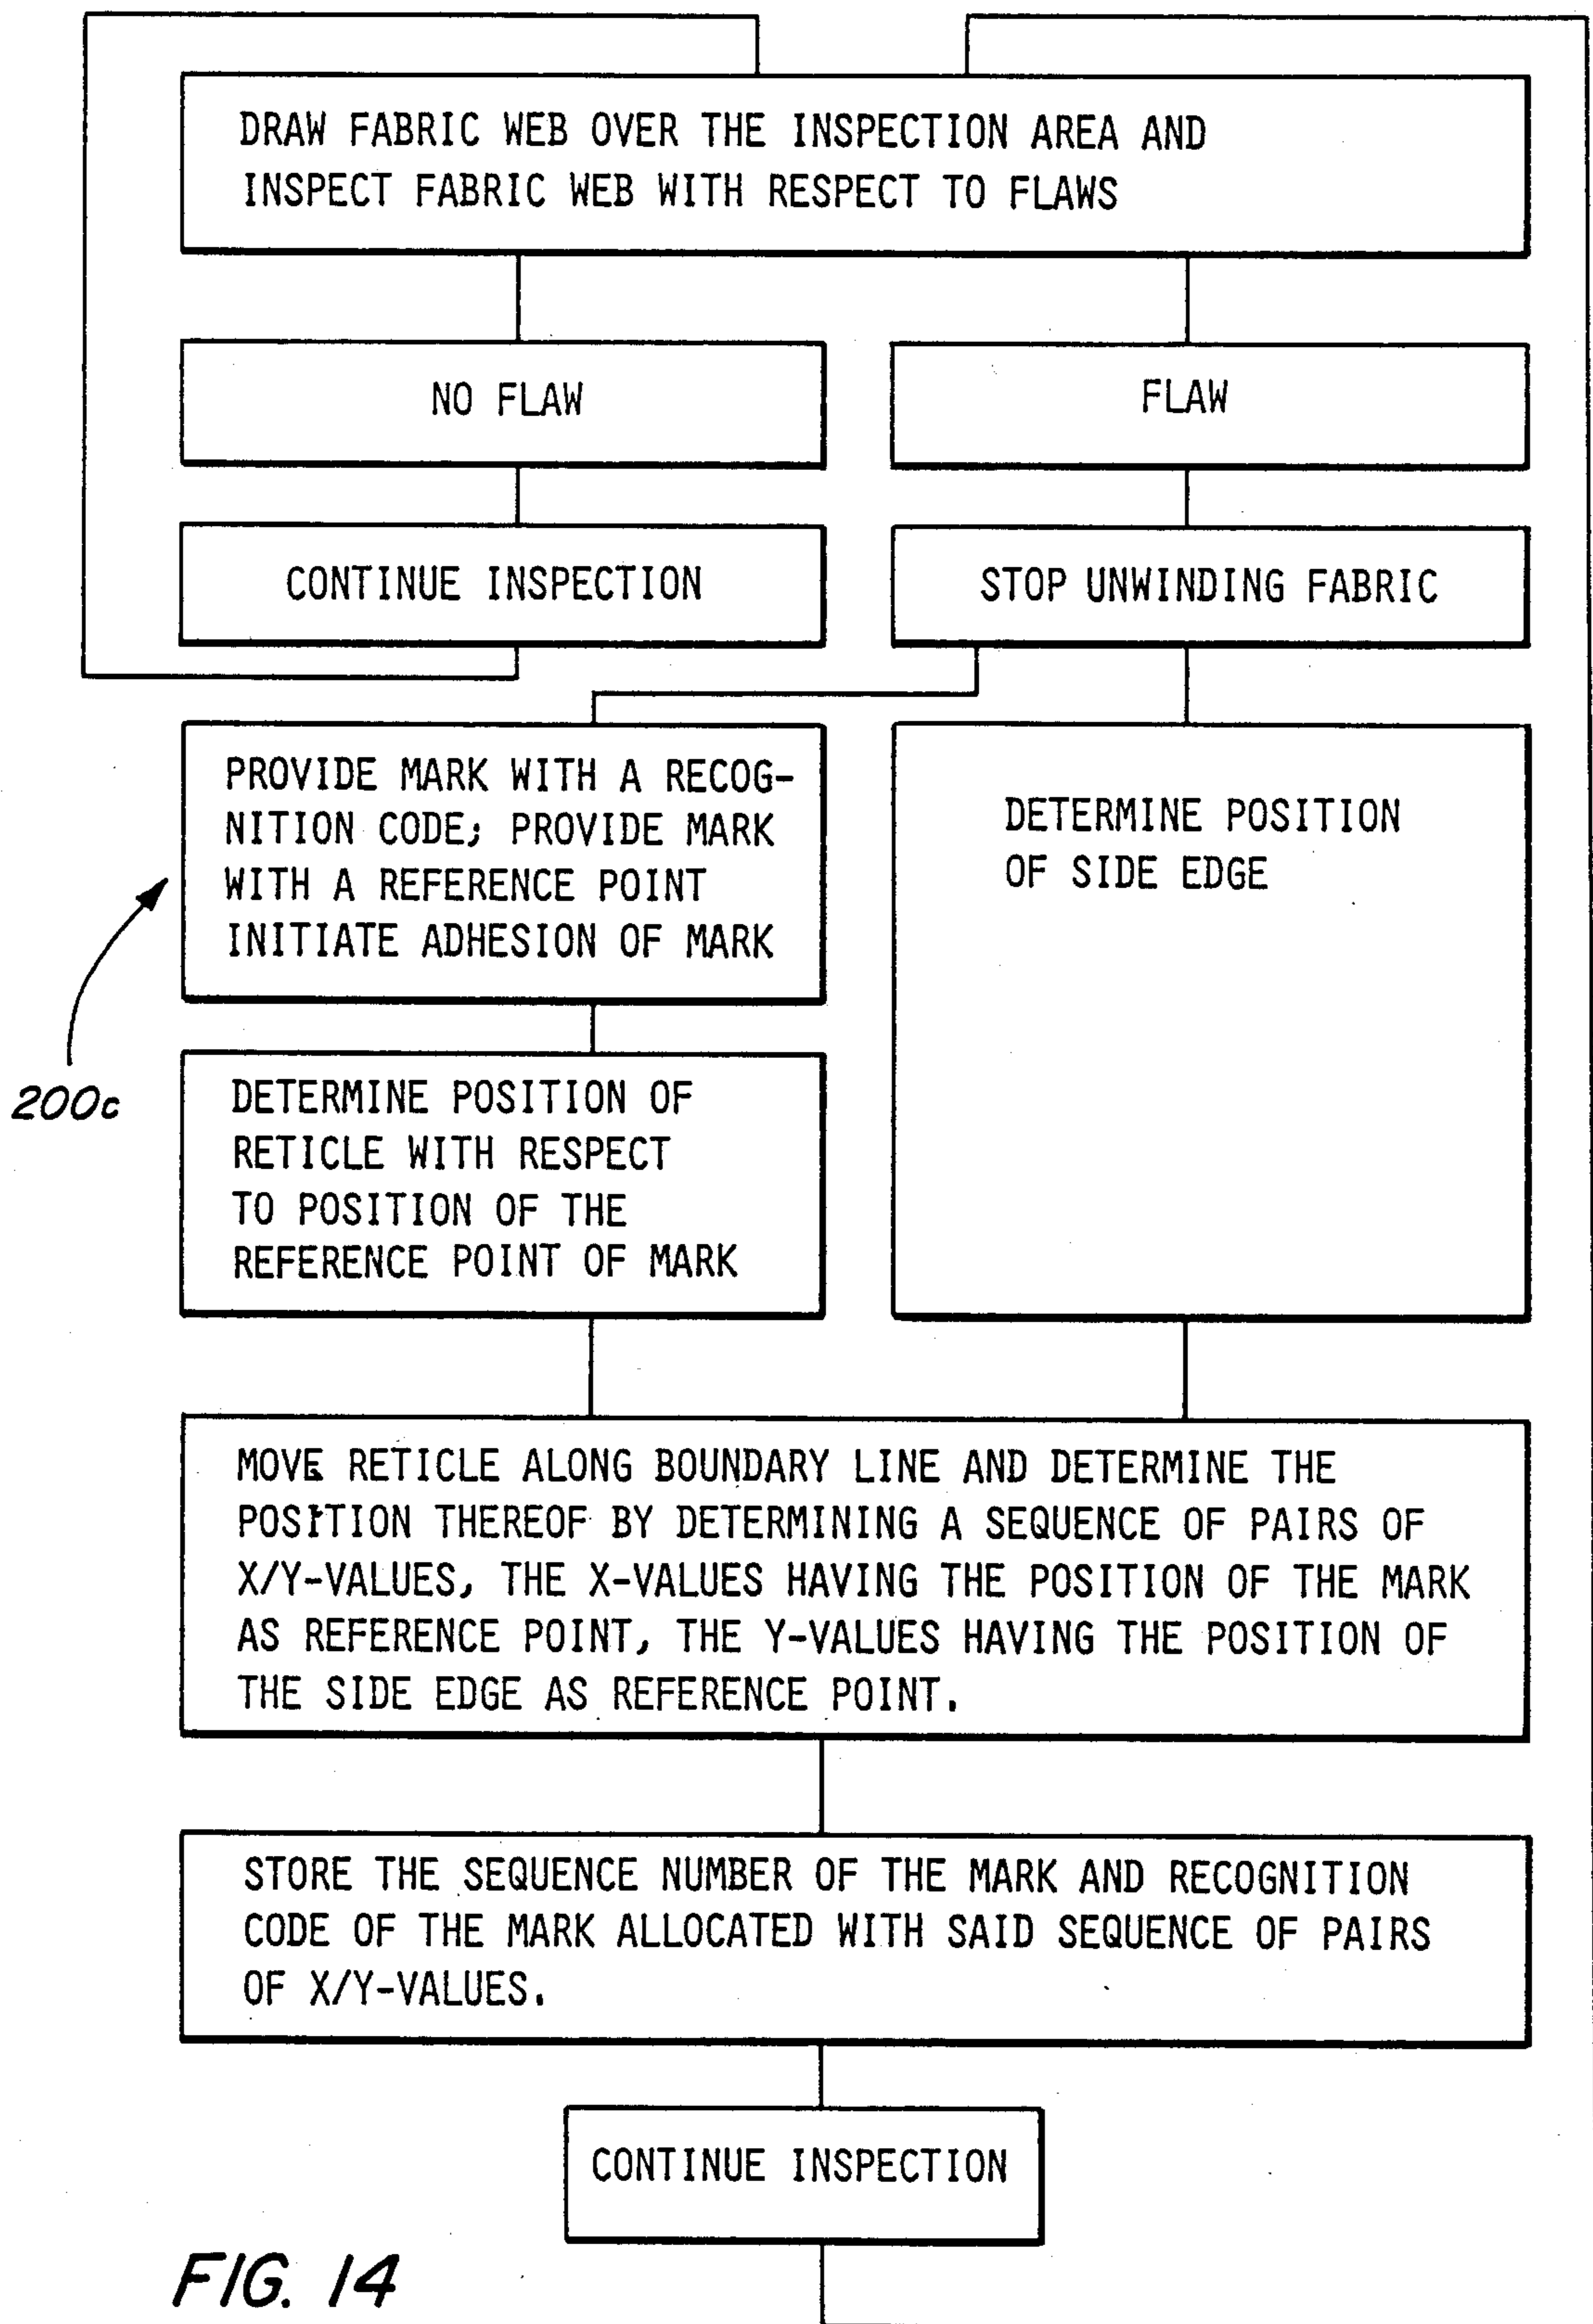 DRAW FABRIC WEB OVER THE INSPECTION AREA AND
INSPECT FABRIC WEB WITH RESPECT TO FLAWS
NO FLAW
FLAW
CONTINUE INSPECTION
STOP UNWINDING FABRIC
PROVIDE MARK WITH A RECOG-
NITION CODE; PROVIDE MARK
WITH A REFERENCE POINT
INITIATE ADHESION OF MARK
DETERMINE POSITION
OF SIDE EDGE
200c
DETERMINE POSITION OF
RETICLE WITH RESPECT
TO POSITION OF THE
REFERENCE POINT OF MARK
MOVE RETICLE ALONG BOUNDARY LINE AND DETERMINE THE
POSITION THEREOF BY DETERMINING A SEQUENCE OF PAIRS OF
X/Y-VALUES, THE X-VALUES HAVING THE POSITION OF THE MARK
AS REFERENCE POINT, THE Y-VALUES HAVING THE POSITION OF
THE SIDE EDGE AS REFERENCE POINT.
STORE THE SEQUENCE NUMBER OF THE MARK AND RECOGNITION
CODE OF THE MARK ALLOCATED WITH SAID SEQUENCE OF PAIRS
OF X/Y-VALUES.
CONTINUE INSPECTION
FIG. 14